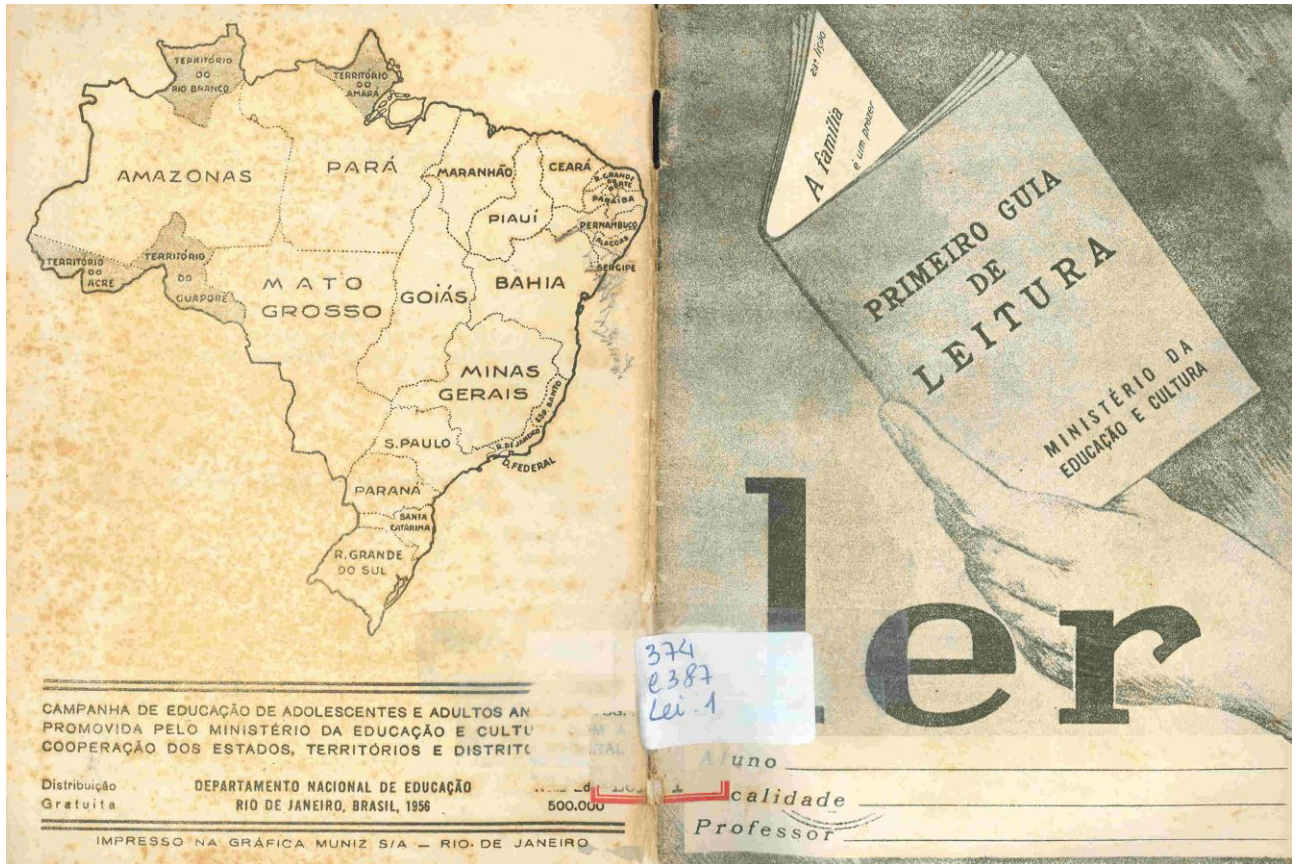 TERRITÓRIO
DO
RIO BRANCO
TERRITÓRIO
DO
AMAPÁ
AMAZONAS
PARÁ
MARANHÃO
CEARÁ
R. GRANDE
DO NORTE
PARAÍBA
PIAUÍ
PERNAMBUCO
ALAGOAS
SERGIPE
TERRITÓRIO
DO
ACRE
TERRITÓRIO
DO
GUAPORÉ
MATO
GROSSO
GOIÁS
BAHIA
MINAS
GERAIS
ESP. SANTO
S. PAULO
R. DE JANEIRO
D. FEDERAL
PARANÁ
SANTA
CATARINA
R. GRANDE
DO SUL
CAMPANHA DE EDUCAÇÃO DE ADOLESCENTES E ADULTOS
PROMOVIDA PELO MINISTÉRIO DA EDUCAÇÃO E
COOPERAÇÃO DOS ESTADOS, TERRITÓRIOS E
Distribuição
Gratuita
DEPARTAMENTO NACIONAL DE EDUCAÇÃO
RIO DE JANEIRO, BRASIL, 1956
500.000
IMPRESSO NA GRÁFICA MUNIZ S/A — RIO DE JANEIRO
374
e387
Lei. 1
23ª lição
A família
é um prazer
PRIMEIRO GUIA
DE
LEITURA
MINISTÉRIO DA
EDUCAÇÃO E CULTURA
ler
Aluno
calidade
Professor